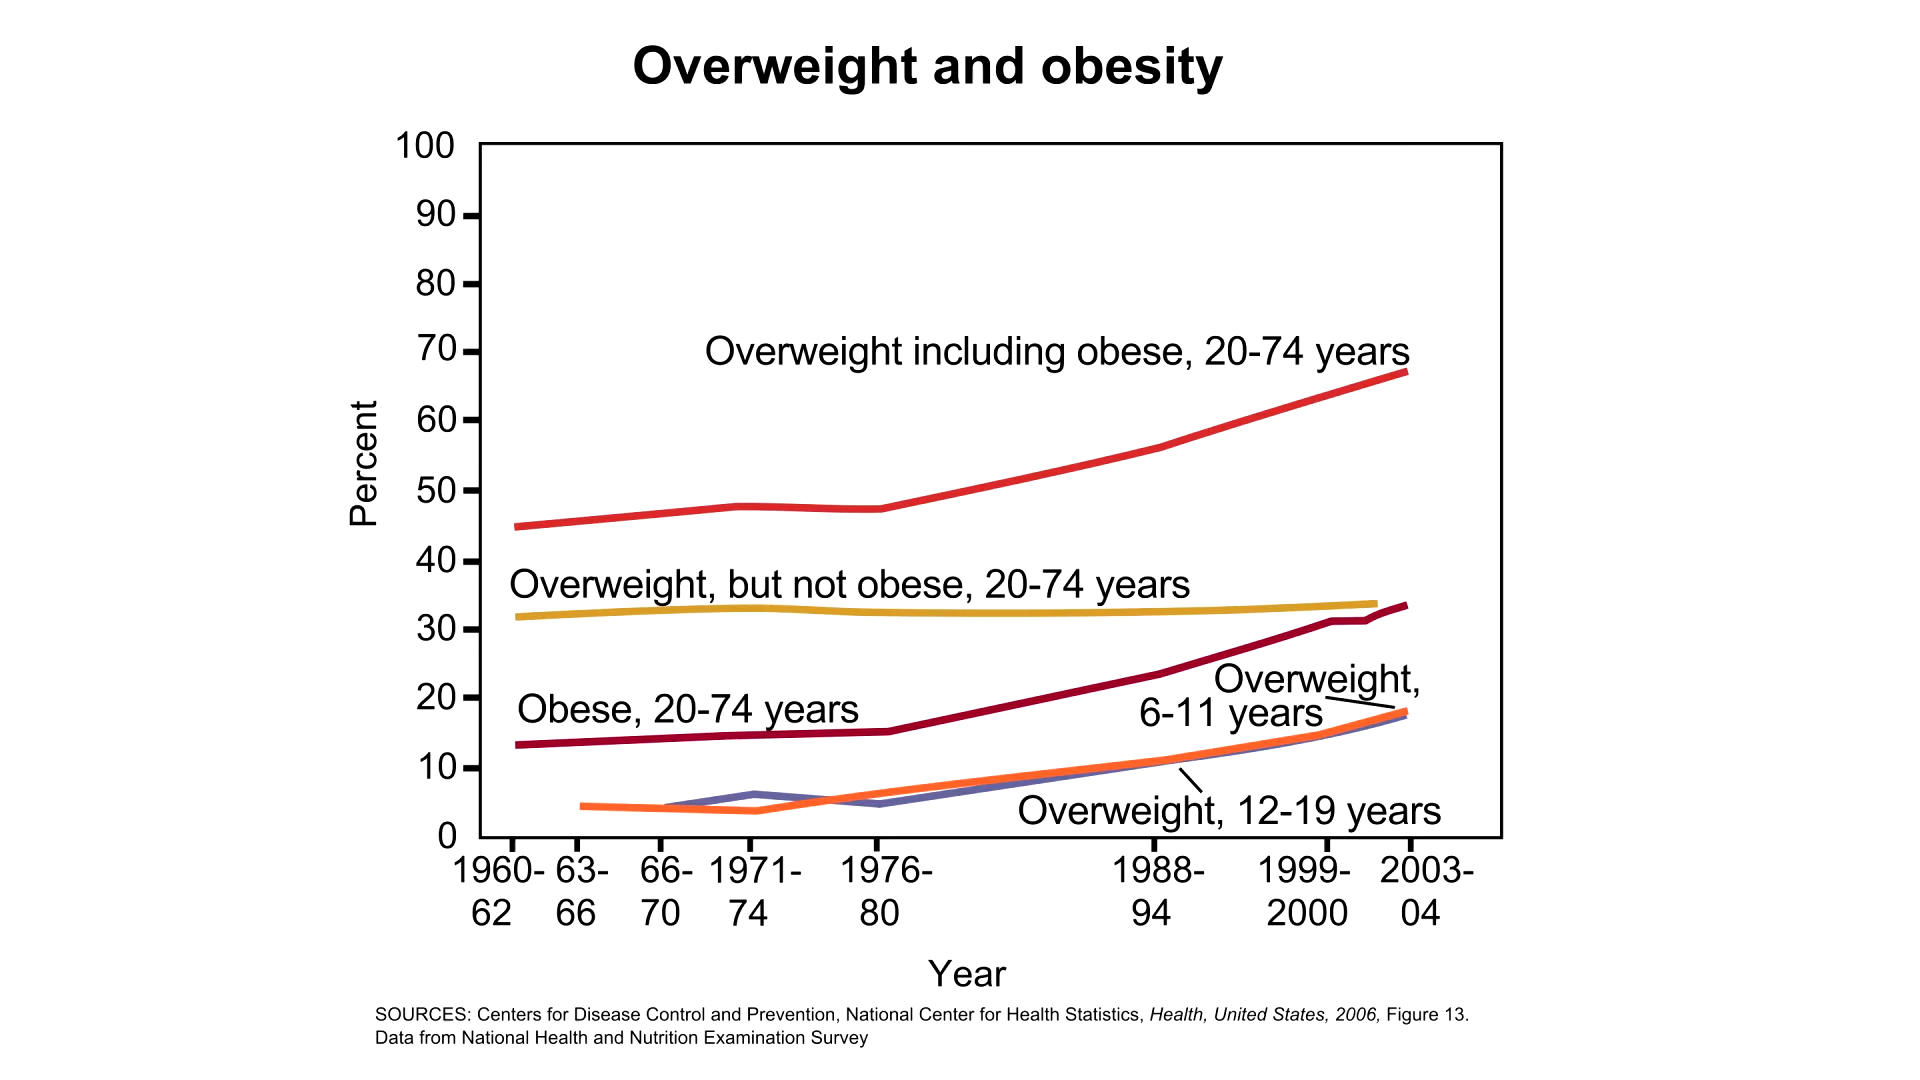 Overweight and obesity
100
90
80
70
60
50
40
30
20
10
0
Percent
Overweight including obese, 20-74 years
Overweight, but not obese, 20-74 years
Obese, 20-74 years
Overweight,
6-11 years
Overweight, 12-19 years
1960- 63- 66- 1971- 1976- 1988- 1999- 2003-
62 66 70 74 80 94 2000 04
Year
SOURCES: Centers for Disease Control and Prevention, National Center for Health Statistics, Health, United States, 2006, Figure 13.
Data from National Health and Nutrition Examination Survey